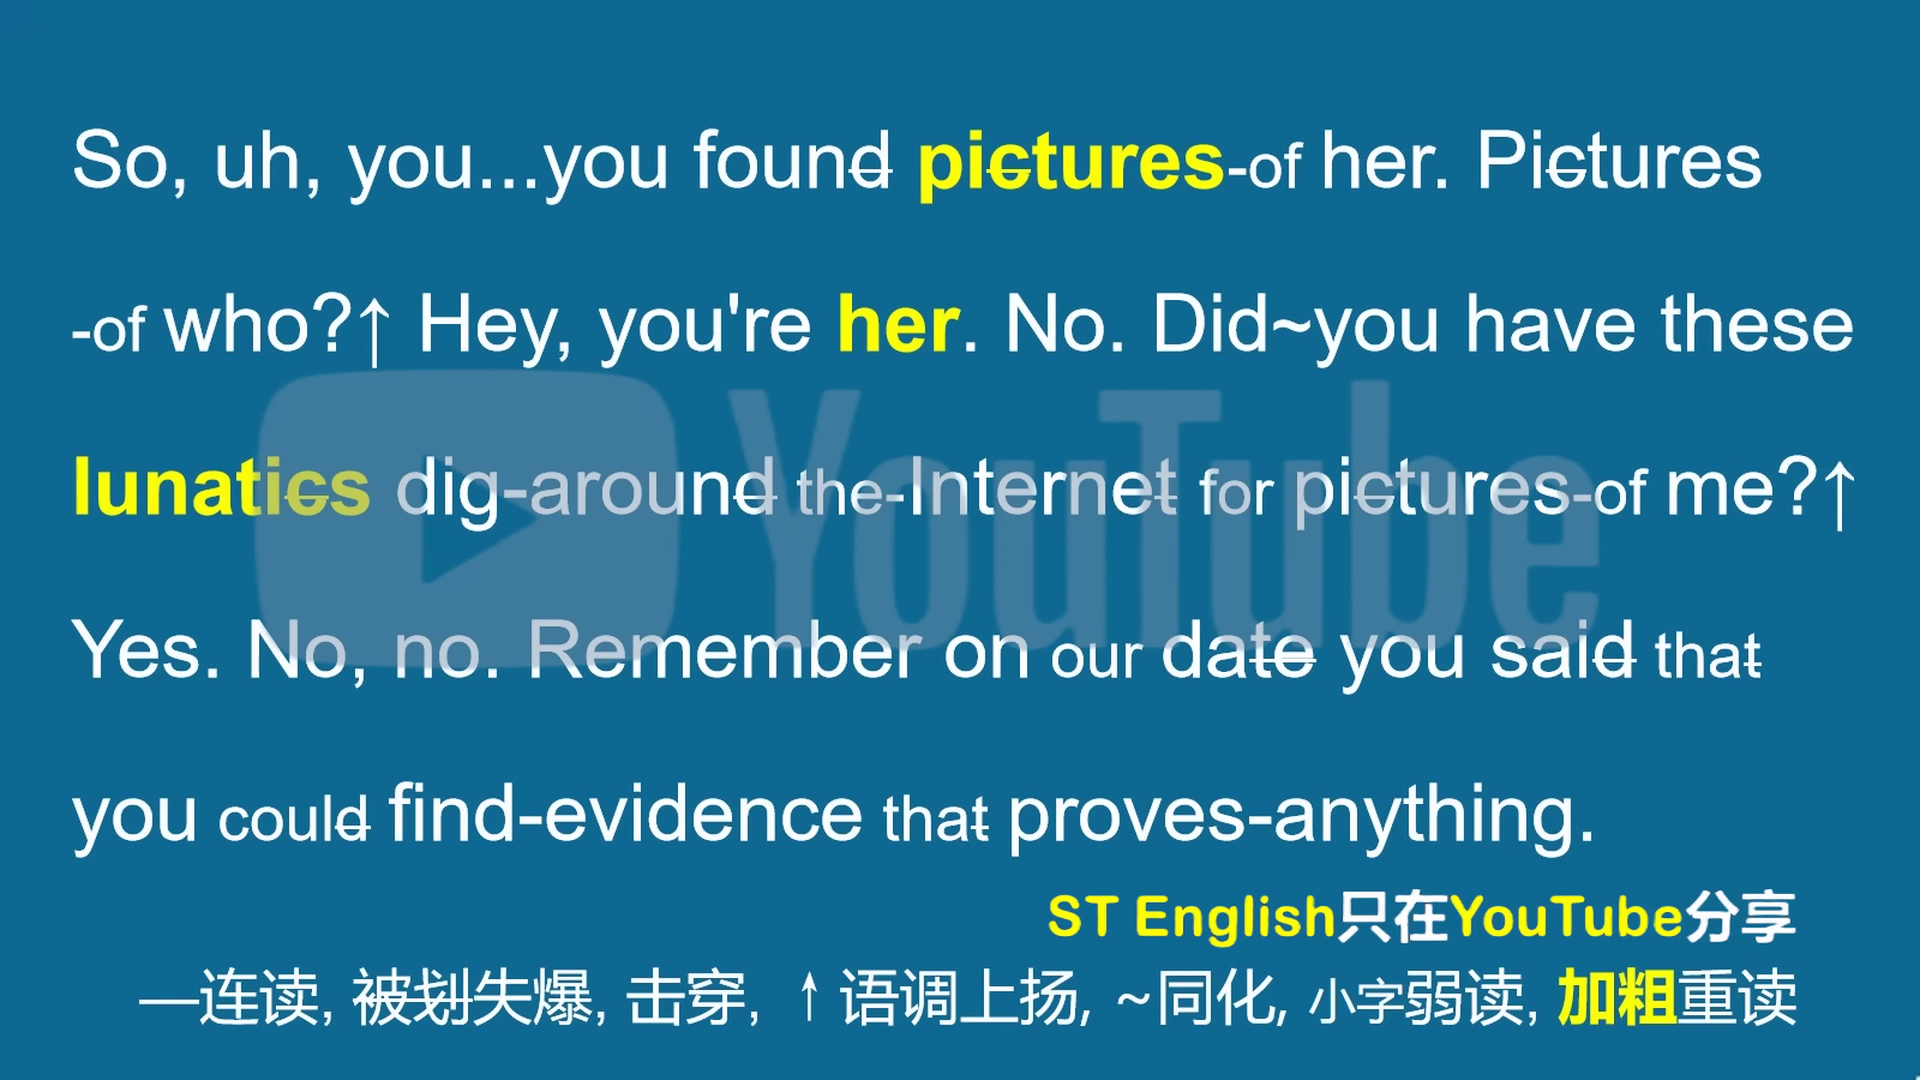 So, uh, you...you found pictures-of her. Pictures
-of who?↑ Hey, you're her. No. Did~you have these
lunatics dig-around the-Internet for pictures-of me?↑
YouTube
Yes. No, no. Remember on our date you said that
you could find-evidence that proves-anything.
ST English只在YouTube分享
—连读, 被划失爆, 击穿, ↑语调上扬, ~同化, 小字弱读, 加粗重读